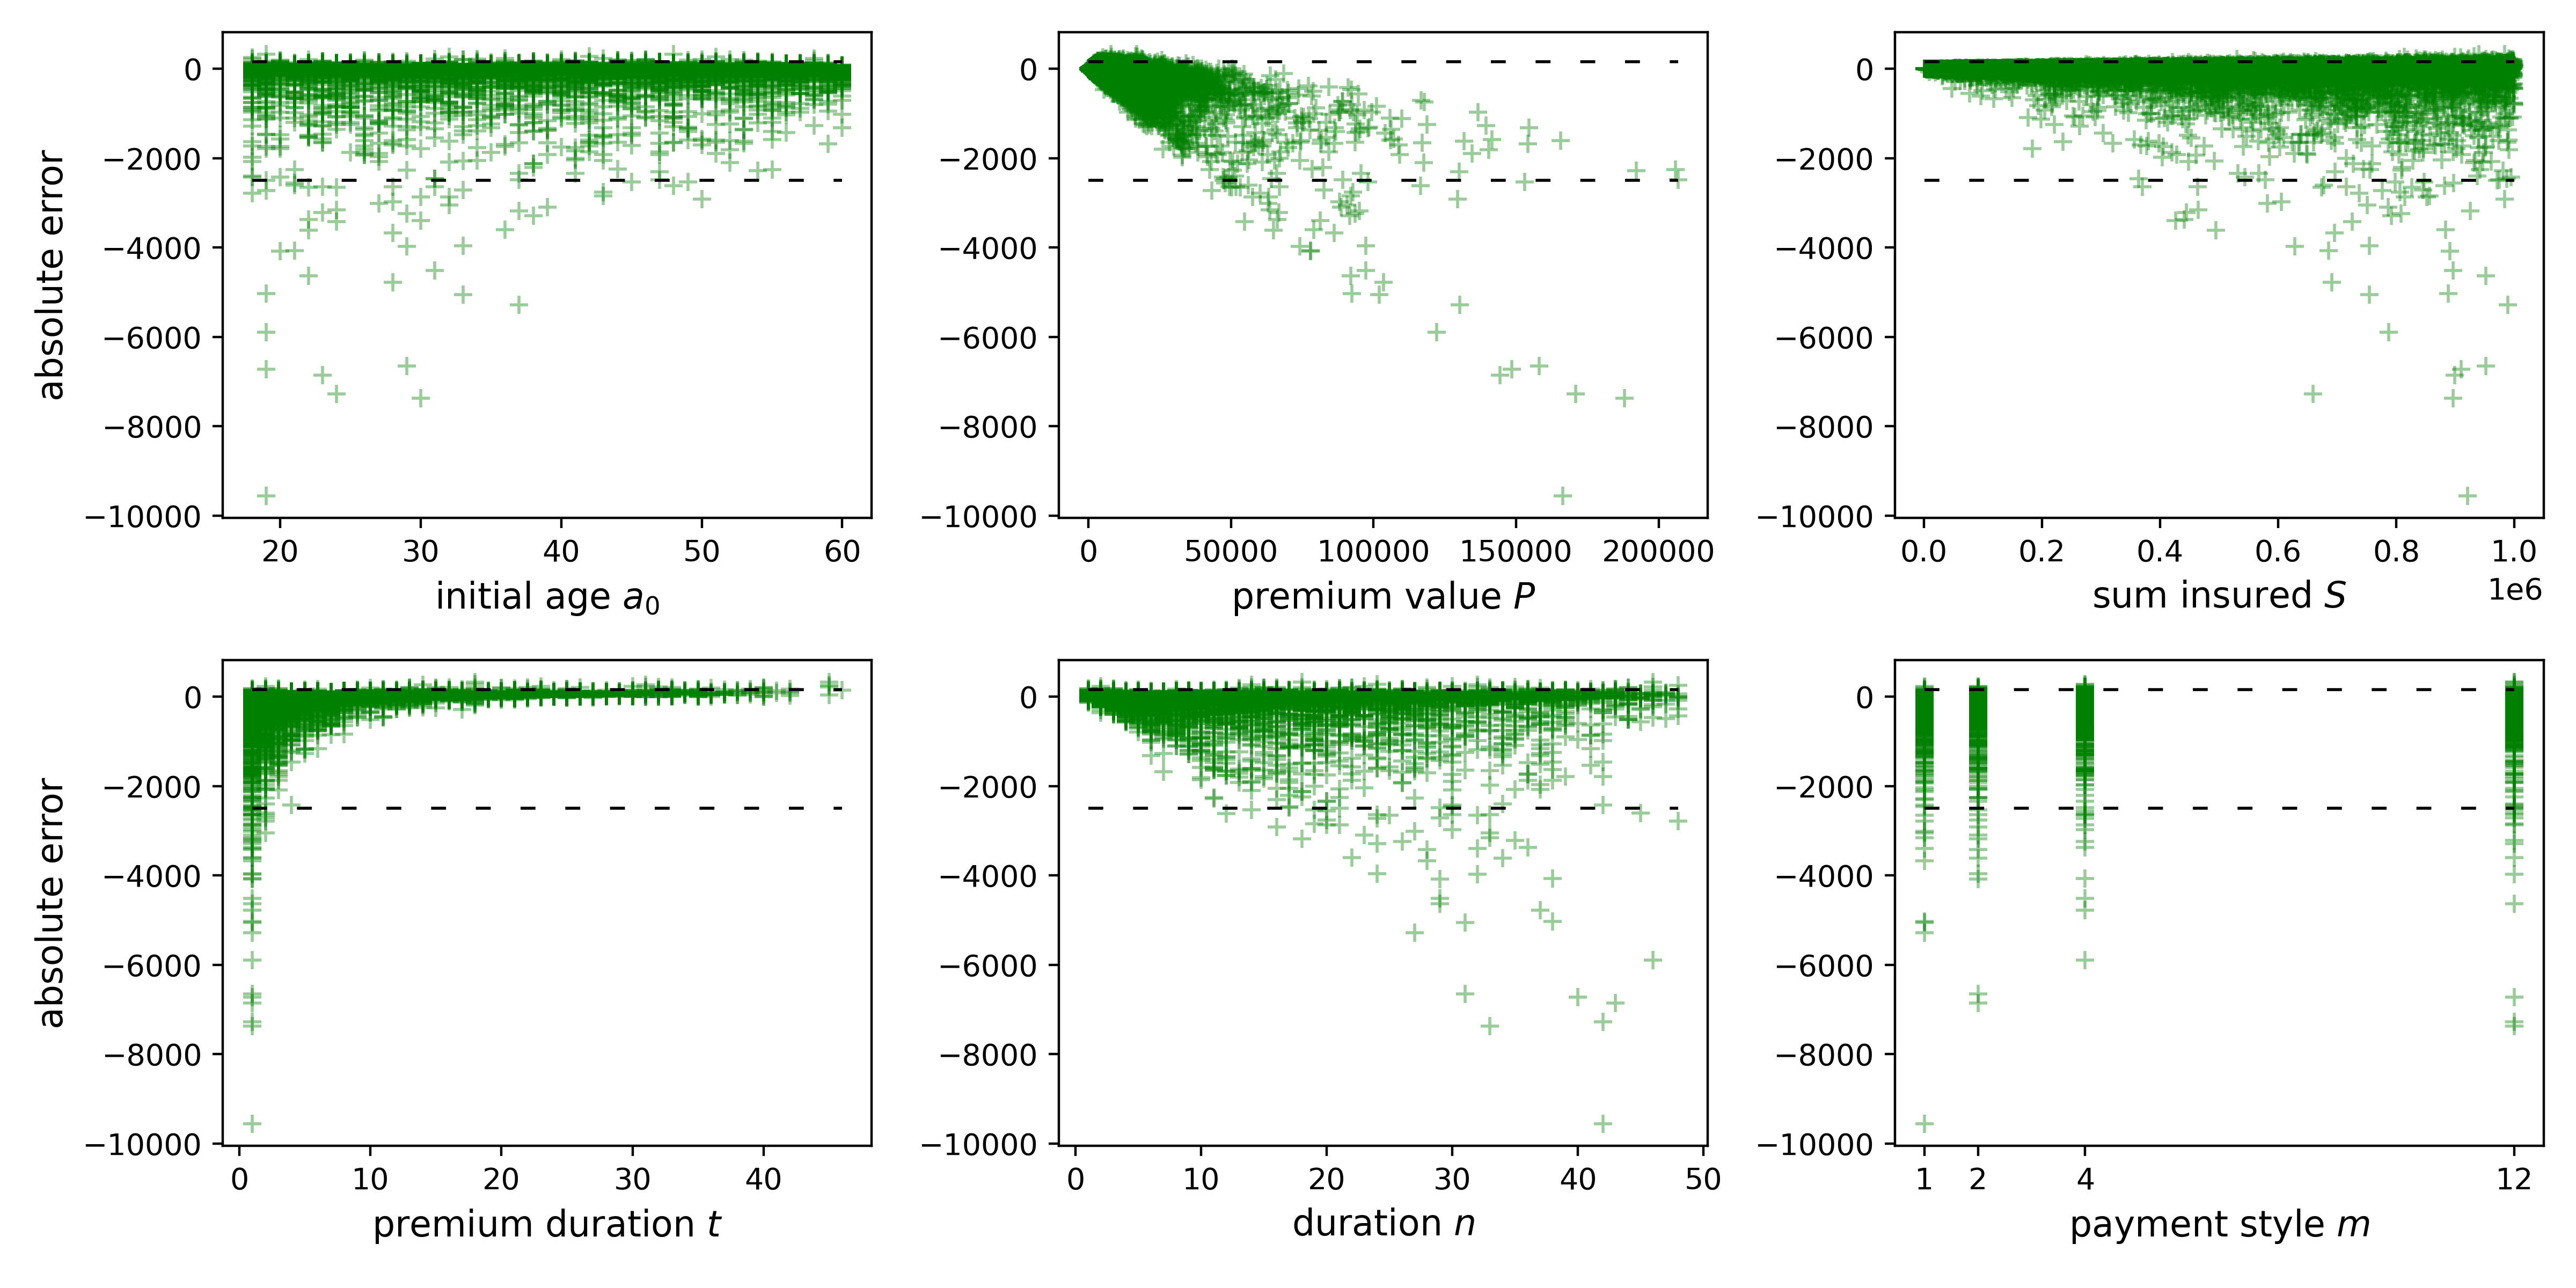 absolute error
0
−2000
−4000
−6000
−8000
−10000
20 30 40 50 60
initial age a0
0
−2000
−4000
−6000
−8000
−10000
0 50000 100000 150000 200000
premium value P
0
−2000
−4000
−6000
−8000
−10000
0.0 0.2 0.4 0.6 0.8 1.0
1e6
sum insured S
absolute error
0
−2000
−4000
−6000
−8000
−10000
0 10 20 30 40
premium duration t
0
−2000
−4000
−6000
−8000
−10000
0 10 20 30 40 50
duration n
0
−2000
−4000
−6000
−8000
−10000
1 2 4 12
payment style m